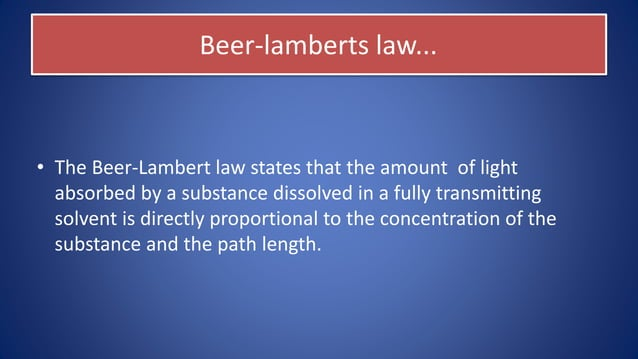 Beer-lamberts law...
• The Beer-Lambert law states that the amount  of light
absorbed by a substance dissolved in a fully transmitting
solvent is directly proportional to the concentration of the
substance and the path length.